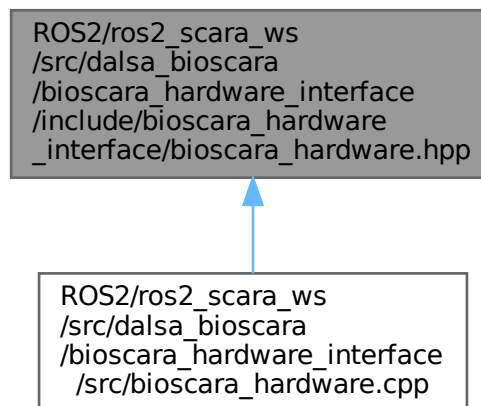 ROS2/ros2_scara_ws
/src/dalsa_bioscara
/bioscara_hardware_interface
/include/bioscara_hardware
_interface/bioscara_hardware.hpp
ROS2/ros2_scara_ws
/src/dalsa_bioscara
/bioscara_hardware_interface
/src/bioscara_hardware.cpp